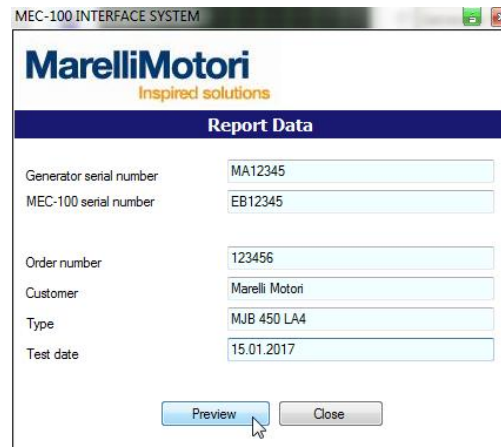 MEC-100 INTERFACE SYSTEM
MarelliMotori
Inspired solutions
Report Data
Generator serial number MA12345
MEC-100 serial number EB12345
Order number 123456
Customer Marelli Motori
Type MJB 450 LA4
Test date 15.01.2017
Preview Close